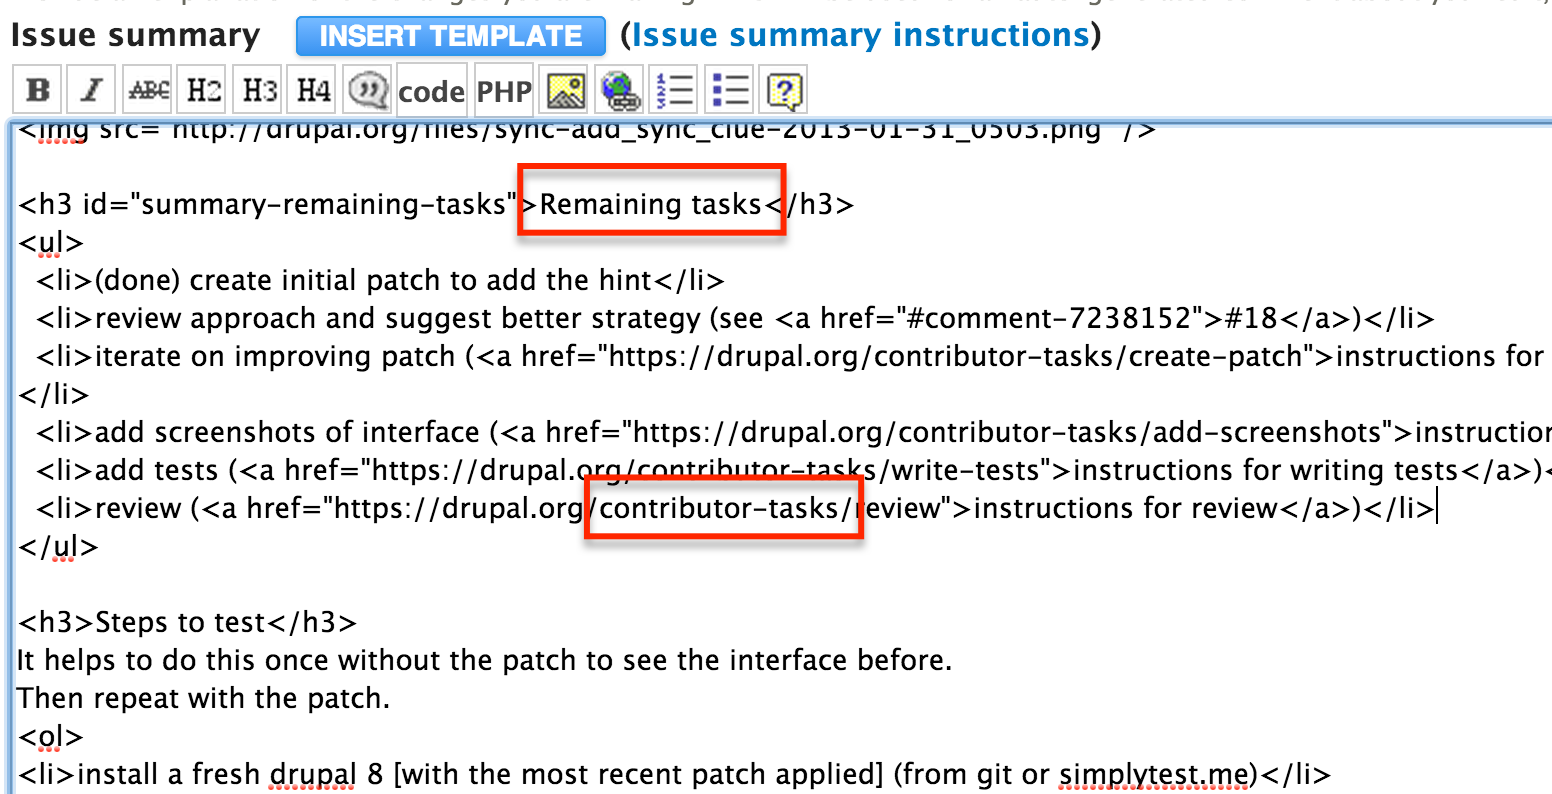 Issue summary INSERT TEMPLATE (Issue summary instructions)
B I ABC H2 H3 H4 code PHP
<img src="http://drupal.org/files/sync-add_sync_clue-2013-01-31_0503.png" />
<h3 id="summary-remaining-tasks">Remaining tasks</h3>
<ul>
<li>(done) create initial patch to add the hint</li>
<li>review approach and suggest better strategy (see <a href="#comment-7238152">#18</a>)</li>
<li>iterate on improving patch (<a href="https://drupal.org/contributor-tasks/create-patch">instructions for
</li>
<li>add screenshots of interface (<a href="https://drupal.org/contributor-tasks/add-screenshots">instruction
<li>add tests (<a href="https://drupal.org/contributor-tasks/write-tests">instructions for writing tests</a>)<
<li>review (<a href="https://drupal.org/contributor-tasks/review">instructions for review</a>)</li>
</ul>
<h3>Steps to test</h3>
It helps to do this once without the patch to see the interface before.
Then repeat with the patch.
<ol>
<li>install a fresh drupal 8 [with the most recent patch applied] (from git or simplytest.me)</li>